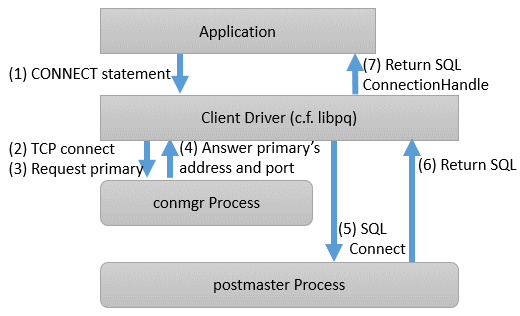 Application
(1) CONNECT statement
(7) Return SQL
ConnectionHandle
Client Driver (c.f. libpq)
(2) TCP connect
(3) Request primary
(4) Answer primary's
address and port
(6) Return SQL
conmgr Process
(5) SQL
Connect
postmaster Process